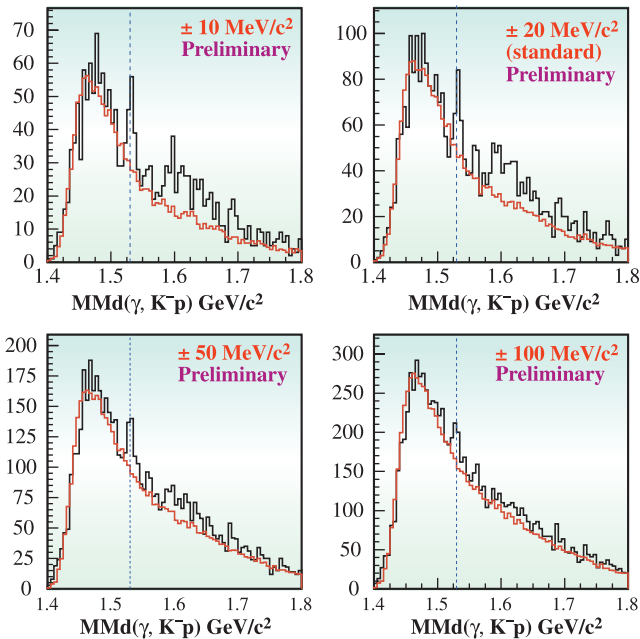 ± 10 MeV/c²
Preliminary
70
60
50
40
30
20
10
0
1.4 1.5 1.6 1.7 1.8
MMd(γ, K⁻p) GeV/c²
± 20 MeV/c²
(standard)
Preliminary
100
80
60
40
20
0
1.4 1.5 1.6 1.7 1.8
MMd(γ, K⁻p) GeV/c²
± 50 MeV/c²
Preliminary
200
175
150
125
100
75
50
25
0
1.4 1.5 1.6 1.7 1.8
MMd(γ, K⁻p) GeV/c²
± 100 MeV/c²
Preliminary
300
250
200
150
100
50
0
1.4 1.5 1.6 1.7 1.8
MMd(γ, K⁻p) GeV/c²